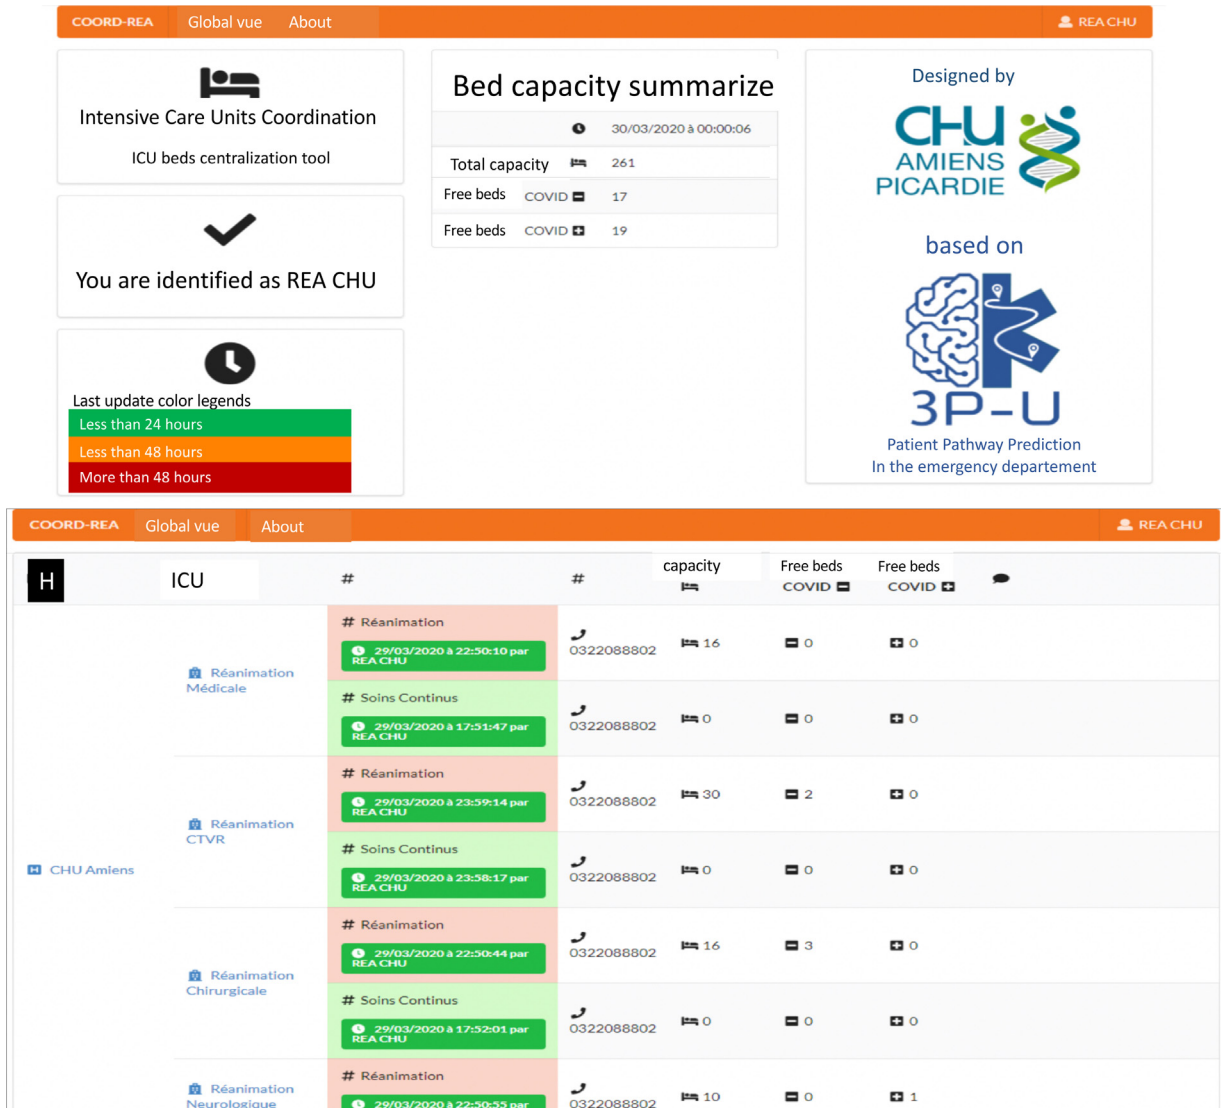 COORD-REA Global vue About REA CHU
Intensive Care Units Coordination
ICU beds centralization tool
You are identified as REA CHU
Last update color legends
Less than 24 hours
Less than 48 hours
More than 48 hours
Bed capacity summarize
30/03/2020 à 00:00:06
Total capacity 261
Free beds COVID 17
Free beds COVID 19
Designed by
CHU
AMIENS
PICARDIE
based on
3P-U
Patient Pathway Prediction
In the emergency departement
COORD-REA Global vue About REA CHU
H ICU # # capacity Free beds COVID Free beds COVID
CHU Amiens
Réanimation
Médicale
# Réanimation
29/03/2020 à 22:50:10 par
REA CHU
0322088802 16 0 0
# Soins Continus
29/03/2020 à 17:51:47 par
REA CHU
0322088802 0 0 0
Réanimation
CTVR
# Réanimation
29/03/2020 à 23:59:14 par
REA CHU
0322088802 30 2 0
# Soins Continus
29/03/2020 à 23:58:17 par
REA CHU
0322088802 0 0 0
Réanimation
Chirurgicale
# Réanimation
29/03/2020 à 22:50:44 par
REA CHU
0322088802 16 3 0
# Soins Continus
29/03/2020 à 17:52:01 par
REA CHU
0322088802 0 0 0
Réanimation
Neurologique
# Réanimation
29/03/2020 à 22:50:55 par
0322088802 10 0 1